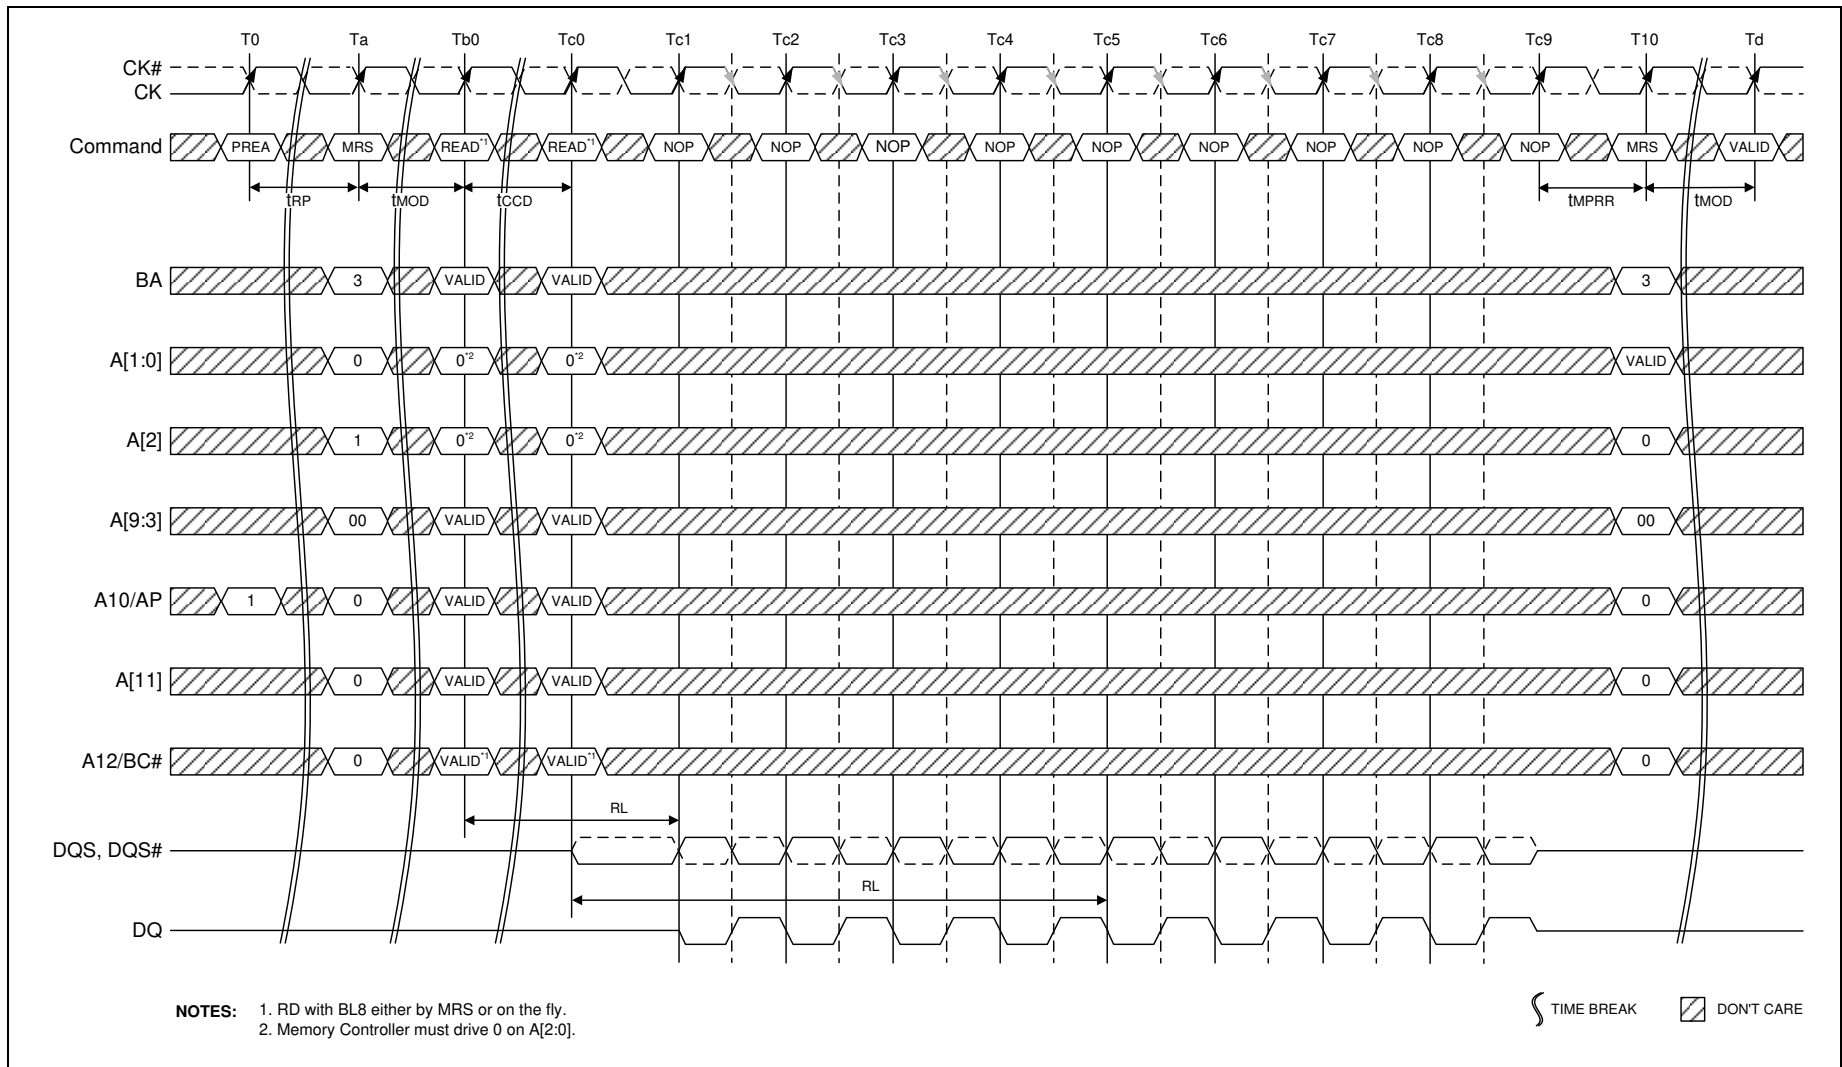 T0 Ta Tb0 Tc0 Tc1 Tc2 Tc3 Tc4 Tc5 Tc6 Tc7 Tc8 Tc9 T10 Td
CK#
CK
Command PREA MRS READ*1 READ*1 NOP NOP NOP NOP NOP NOP NOP NOP NOP MRS VALID
tRP tMOD tCCD tMPRR tMOD
BA 3 VALID VALID 3
A[1:0] 0 0*2 0*2 VALID
A[2] 1 0*2 0*2 0
A[9:3] 00 VALID VALID 00
A10/AP 1 0 VALID VALID 0
A[11] 0 VALID VALID 0
A12/BC# 0 VALID*1 VALID*1 0
RL
DQS, DQS#
RL
DQ
NOTES: 1. RD with BL8 either by MRS or on the fly.
2. Memory Controller must drive 0 on A[2:0].
TIME BREAK DON'T CARE